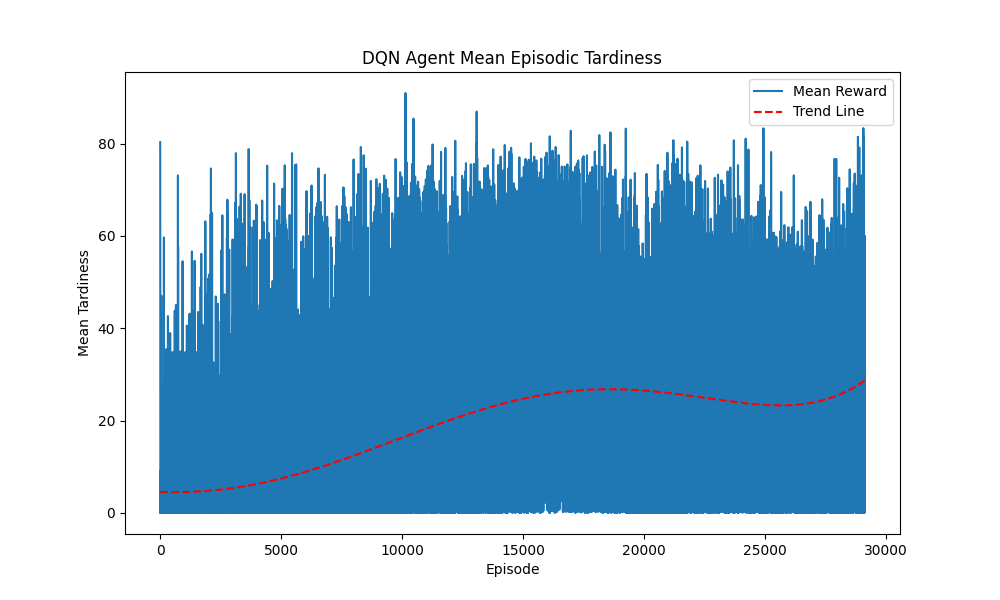 DQN Agent Mean Episodic Tardiness
Mean Reward
Trend Line
80
60
40
20
0
Mean Tardiness
0 5000 10000 15000 20000 25000 30000
Episode